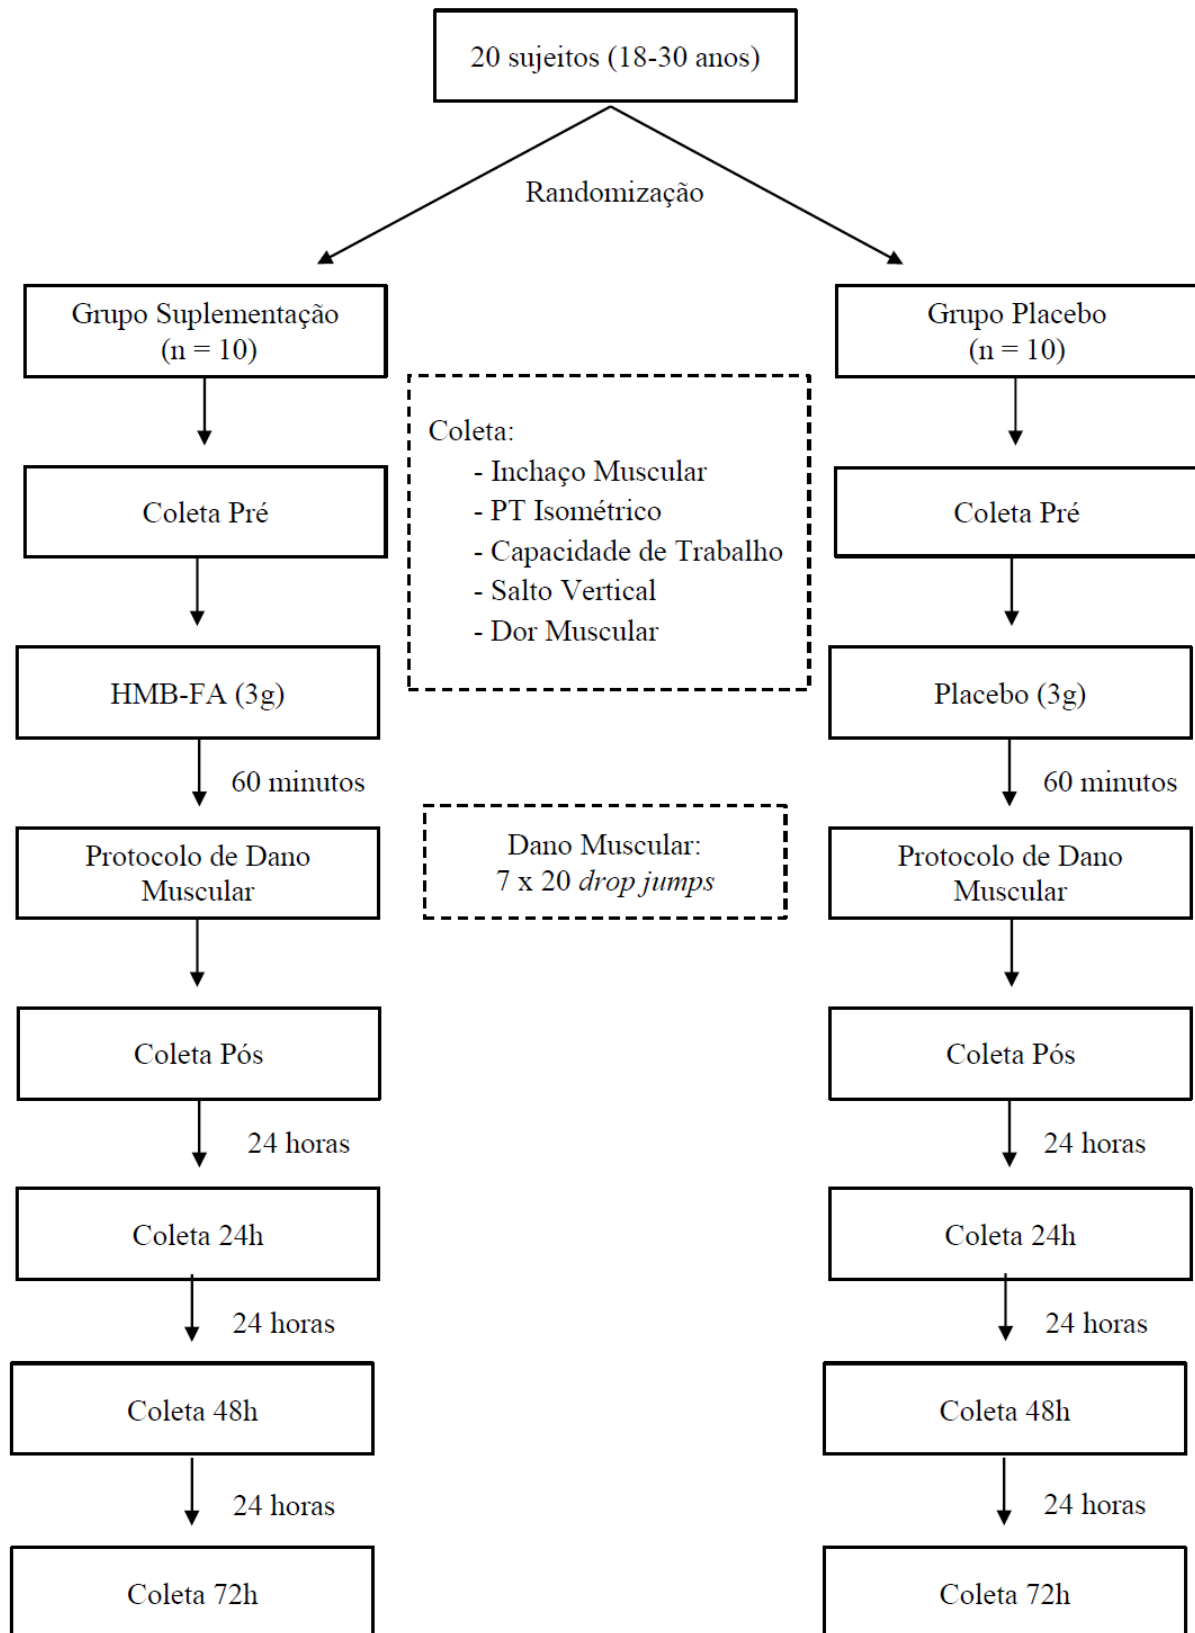 20 sujeitos (18-30 anos)
Randomização
Grupo Suplementação
(n = 10)
Grupo Placebo
(n = 10)
Coleta:
- Inchaço Muscular
- PT Isométrico
- Capacidade de Trabalho
- Salto Vertical
- Dor Muscular
Coleta Pré
Coleta Pré
HMB-FA (3g)
Placebo (3g)
60 minutos
60 minutos
Protocolo de Dano
Muscular
Dano Muscular:
7 x 20 drop jumps
Protocolo de Dano
Muscular
Coleta Pós
Coleta Pós
24 horas
24 horas
Coleta 24h
Coleta 24h
24 horas
24 horas
Coleta 48h
Coleta 48h
24 horas
24 horas
Coleta 72h
Coleta 72h